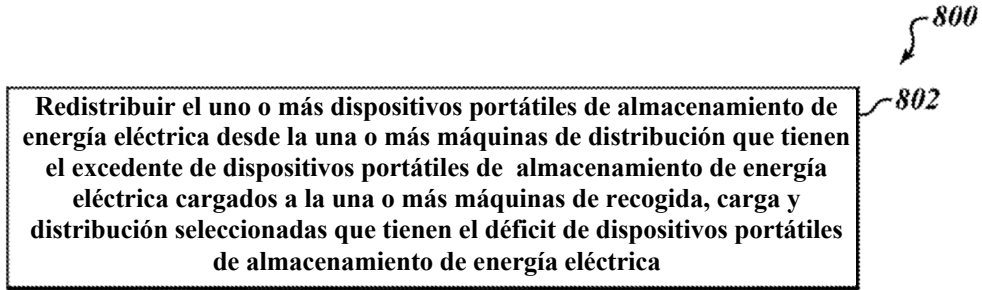 800
802
Redistribuir el uno o más dispositivos portátiles de almacenamiento de
energía eléctrica desde la una o más máquinas de distribución que tienen
el excedente de dispositivos portátiles de almacenamiento de energía
eléctrica cargados a la una o más máquinas de recogida, carga y
distribución seleccionadas que tienen el déficit de dispositivos portátiles
de almacenamiento de energía eléctrica